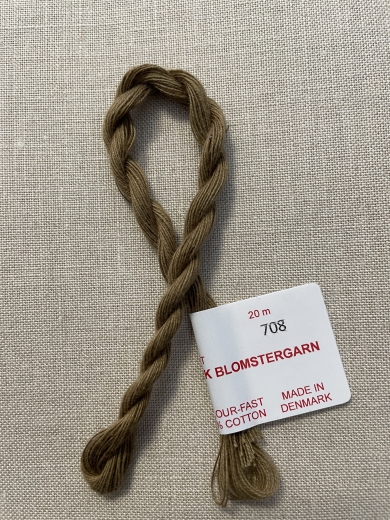 20 m
708
T
K BLOMSTERGARN
OUR-FAST
% COTTON
MADE IN
DENMARK